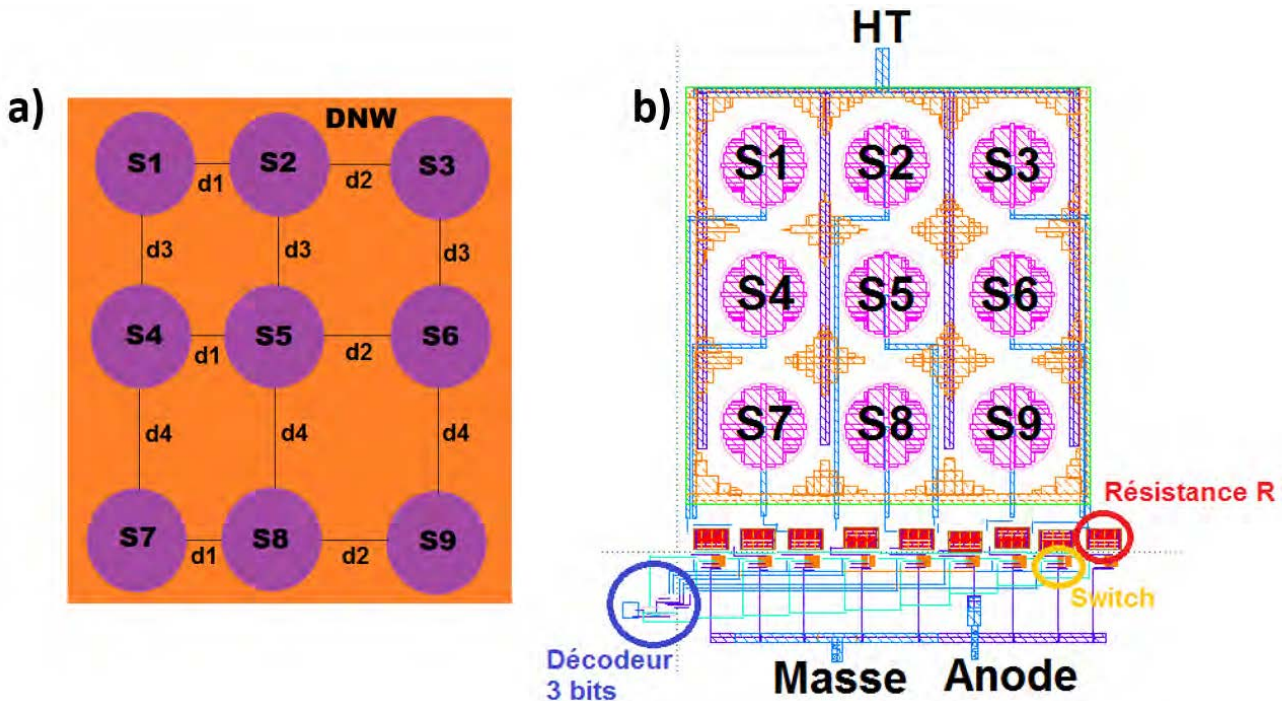 a)
DNW
S1
S2
S3
d1
d2
d3
d3
d3
S4
S5
S6
d1
d2
d4
d4
d4
S7
S8
S9
d1
d2
b)
HT
S1
S2
S3
S4
S5
S6
S7
S8
S9
Résistance R
Switch
Décodeur
3 bits
Masse
Anode